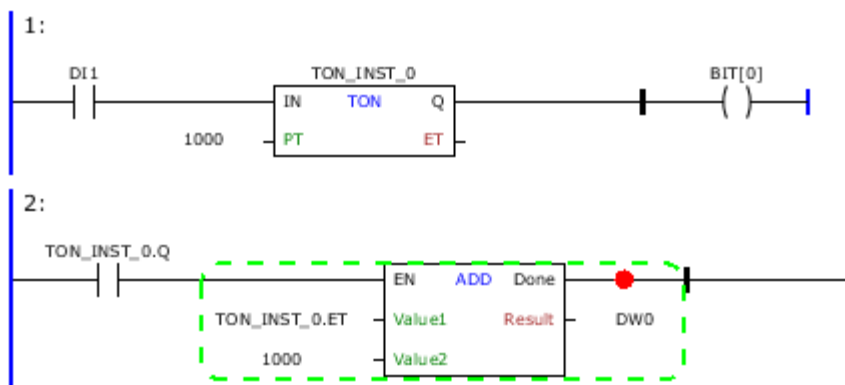 1:
DI1 TON_INST_0 BIT[0]
IN TON Q
1000 PT ET
2:
TON_INST_0.Q
EN ADD Done
TON_INST_0.ET Value1 Result DW0
1000 Value2